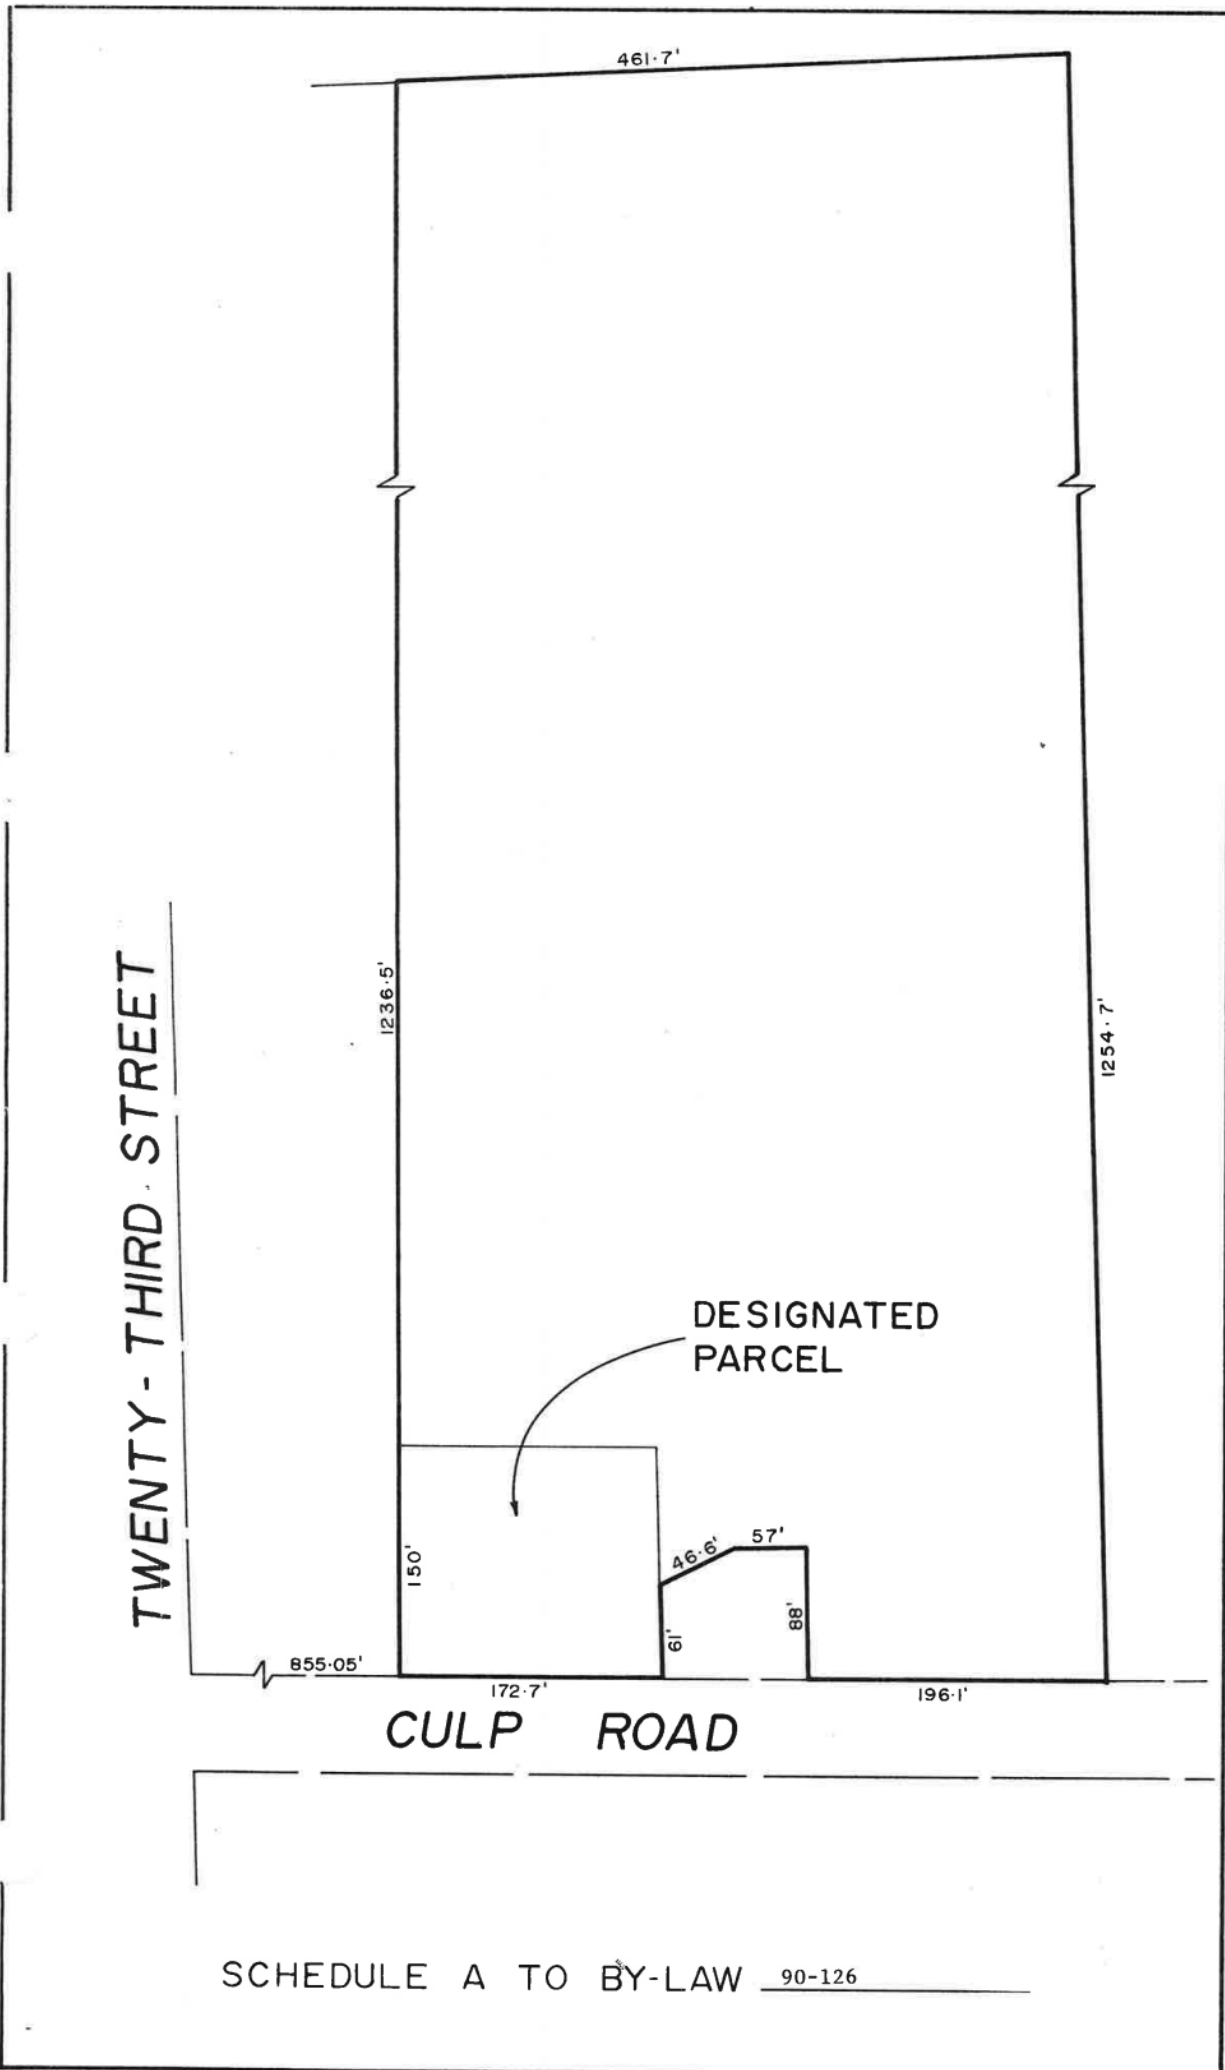 461.7'
1236.5'
1254.7'
TWENTY-THIRD STREET
DESIGNATED
PARCEL
150'
46.6'
57'
61'
88'
855.05'
172.7'
196.1'
CULP ROAD
SCHEDULE A TO BY-LAW 90-126